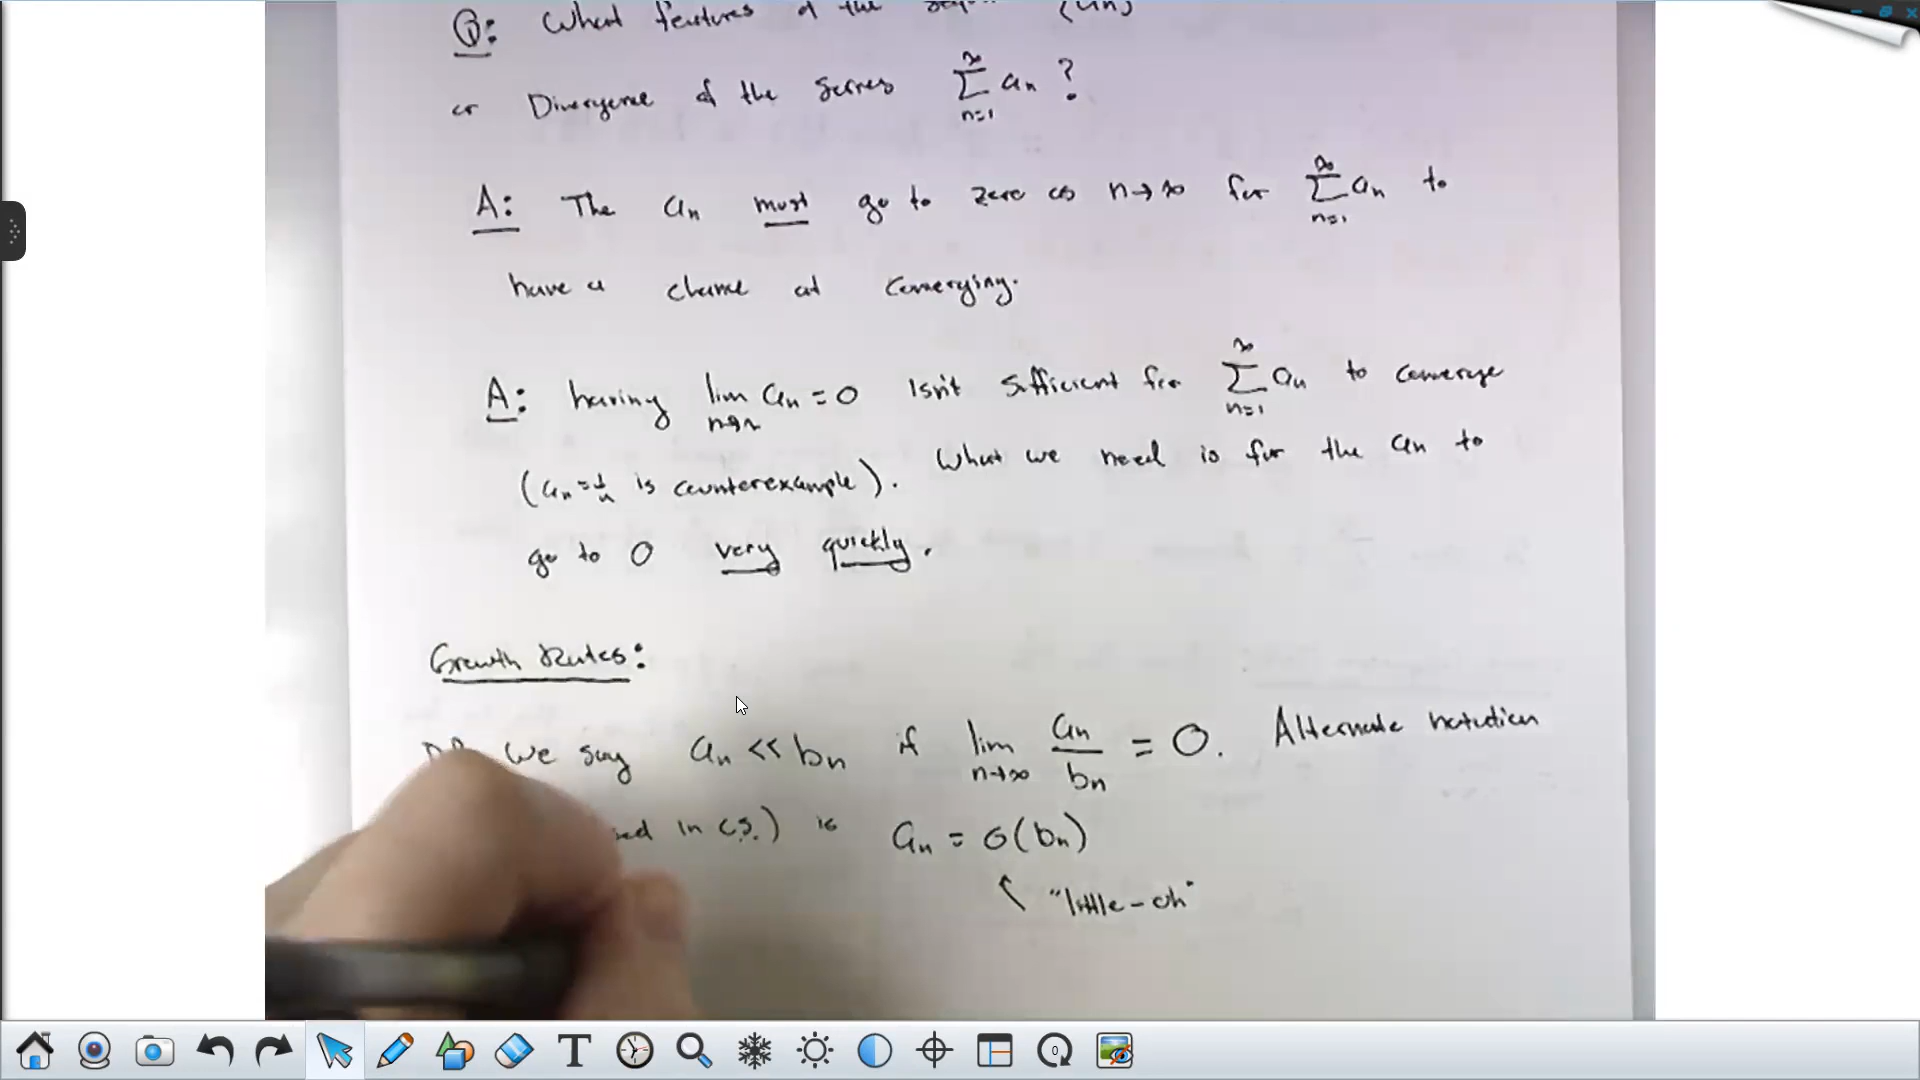 Q: What features of the {an}
or Divergence of the series ∑_{n=1}^{∞} a_n ?
A: The a_n must go to zero as n→∞ for ∑_{n=1}^{∞} a_n to
have a chance at converging.
A: having lim_{n→∞} a_n = 0 isn't sufficient for ∑_{n=1}^{∞} a_n to converge
(a_n = 1/n is counterexample). What we need is for the a_n to
go to 0 very quickly.
Growth Rates:
We say a_n << b_n if lim_{n→∞} a_n/b_n = 0. Alternate notation
in C.S.) is a_n = o(b_n)
"little-oh"
T
0